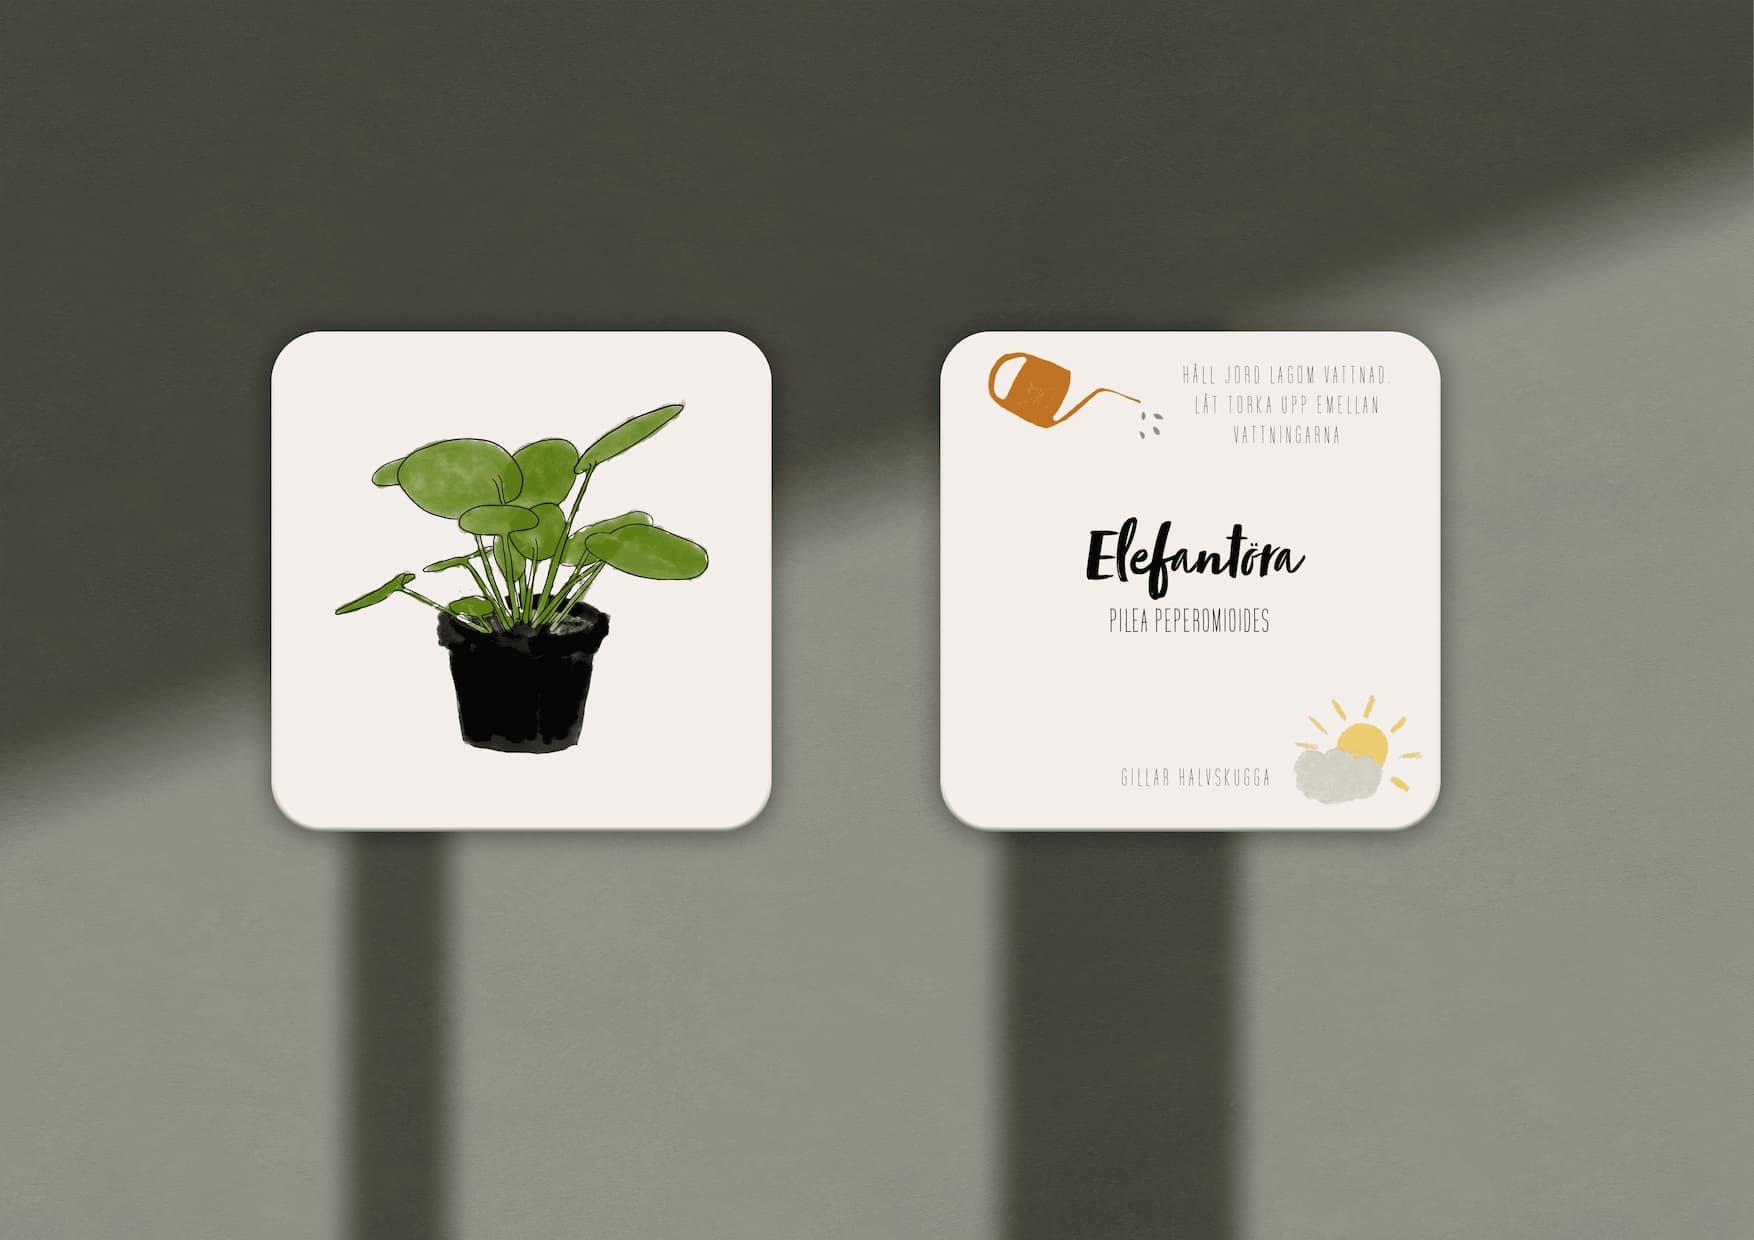 HÅLL JORD LAGOM VATTNAD.
LÅT TORKA UPP EMELLAN
VATTNINGARNA
Elefantöra
PILEA PEPEROMIOIDES
GILLAR HALVSKUGGA